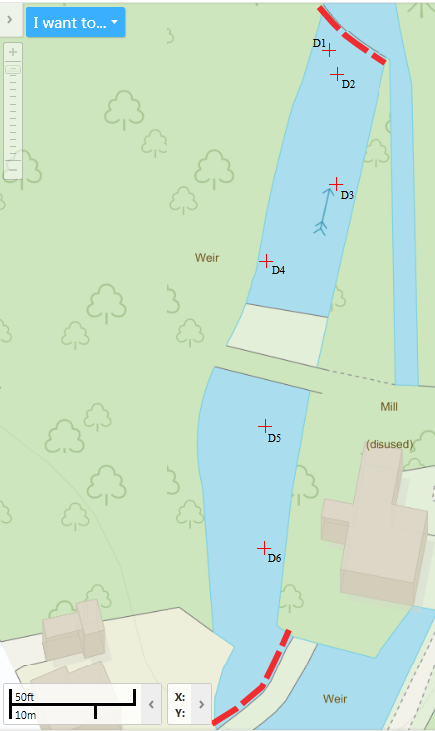 I want to...
D1
D2
D3
Weir
D4
Mill
D5
(disused)
D6
50ft
10m
X:
Y:
Weir